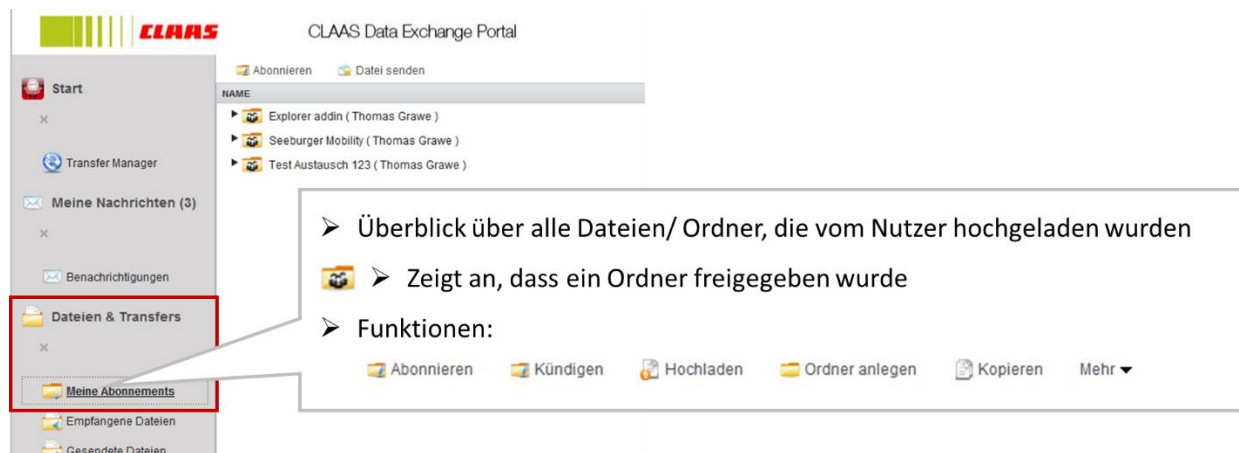 CLAAS
CLAAS Data Exchange Portal
Abonnieren Datei senden
NAME
Explorer addin ( Thomas Grawe )
Seeburger Mobility ( Thomas Grawe )
Test Austausch 123 ( Thomas Grawe )
Start
Transfer Manager
Meine Nachrichten (3)
Benachrichtigungen
Dateien & Transfers
Meine Abonnements
Empfangene Dateien
Gesendete Dateien
Überblick über alle Dateien/ Ordner, die vom Nutzer hochgeladen wurden
Zeigt an, dass ein Ordner freigegeben wurde
Funktionen:
Abonnieren Kündigen Hochladen Ordner anlegen Kopieren Mehr